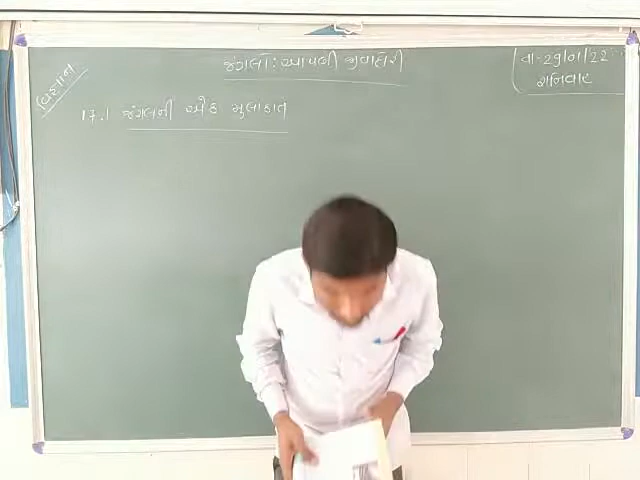 વિજ્ઞાન
જંગલો : આપણી જીવાદોરી
તા-29/01/22
શનિવાર
17.1 જંગલની એક મુલાકાત